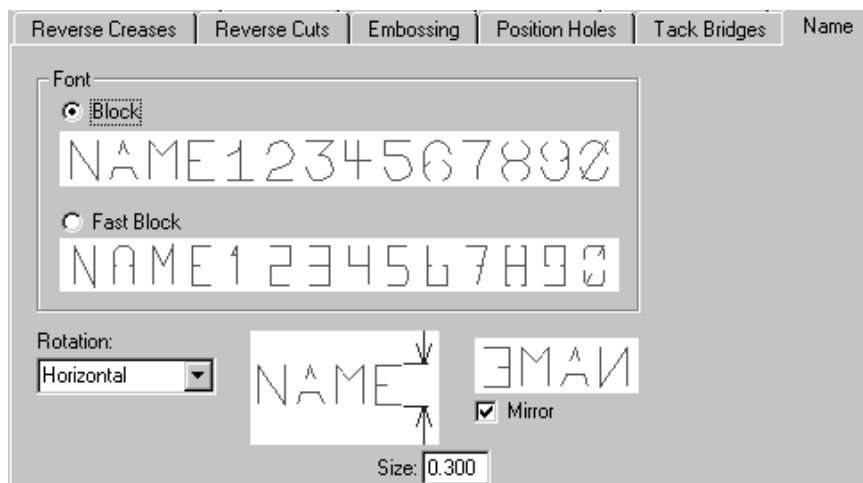 Reverse Creases Reverse Cuts Embossing Position Holes Tack Bridges Name
Font
Block
NAME1234567890
Fast Block
NAME1234567890
Rotation:
Horizontal
NAME
NAME
Mirror
Size: 0.300